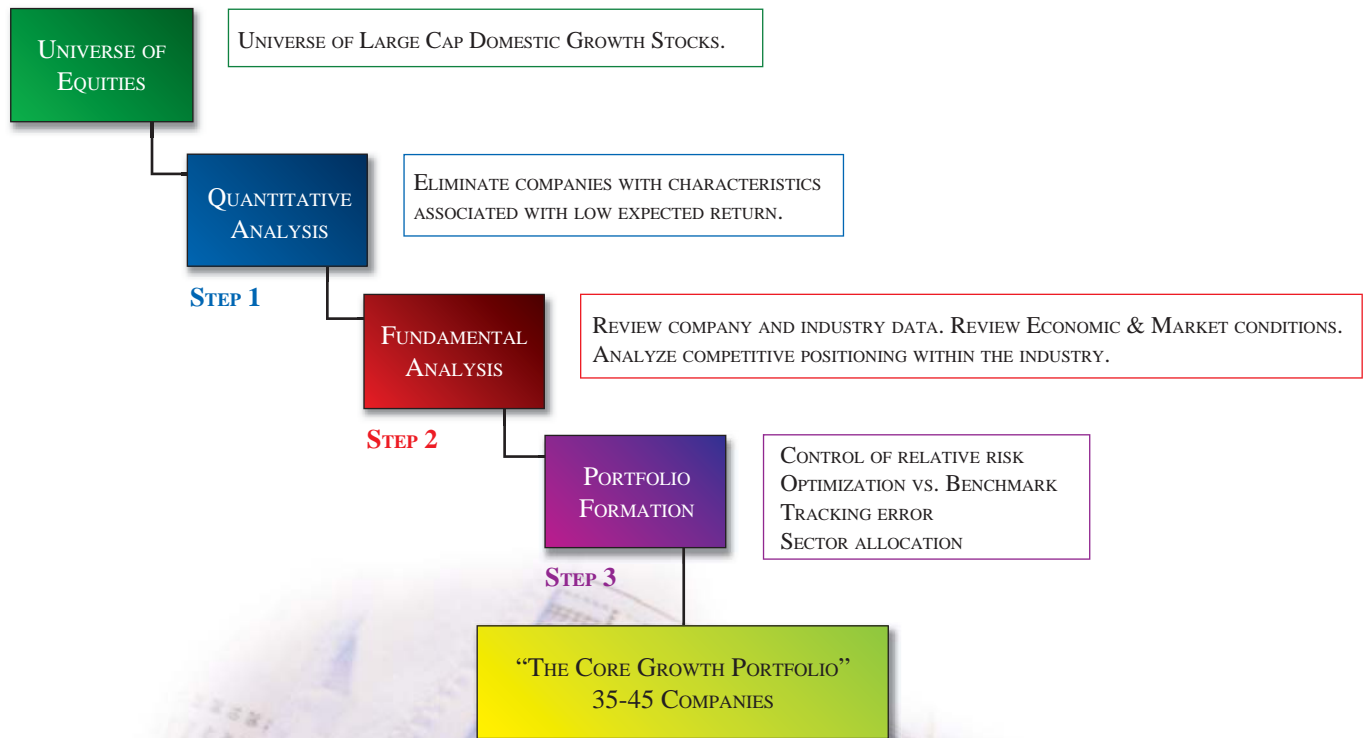 Universe of
Equities
Universe of Large Cap Domestic Growth Stocks.
Quantitative
Analysis
Eliminate companies with characteristics
associated with low expected return.
Step 1
Fundamental
Analysis
Review company and industry data. Review Economic & Market conditions.
Analyze competitive positioning within the industry.
Step 2
Portfolio
Formation
Control of relative risk
Optimization vs. Benchmark
Tracking error
Sector allocation
Step 3
“The Core Growth Portfolio”
35-45 Companies